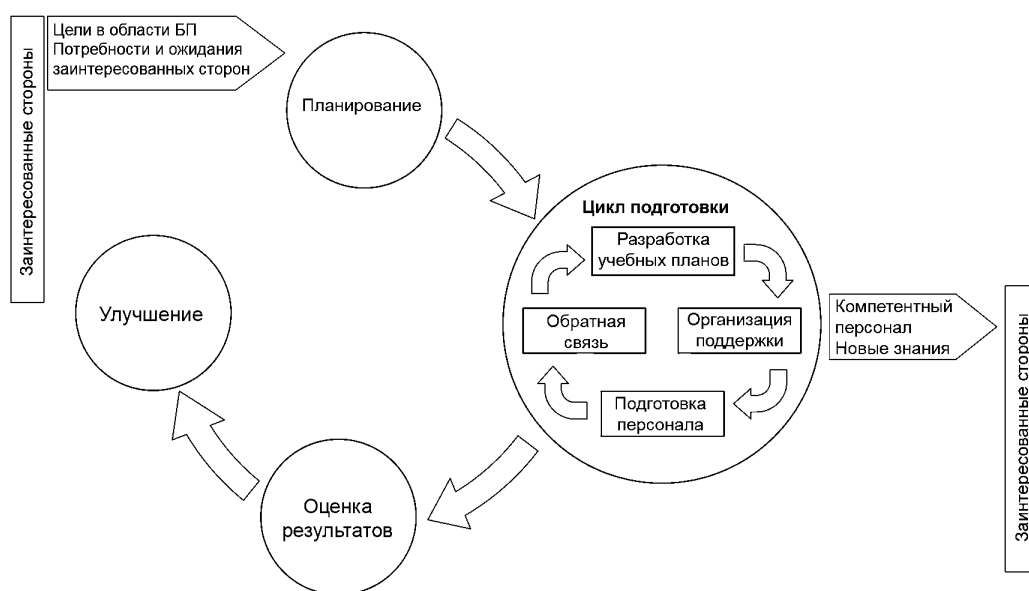 Заинтересованные стороны
Цели в области БП
Потребности и ожидания
заинтересованных сторон
Планирование
Цикл подготовки
Разработка
учебных планов
Обратная
связь
Организация
поддержки
Подготовка
персонала
Компетентный
персонал
Новые знания
Заинтересованные стороны
Улучшение
Оценка
результатов